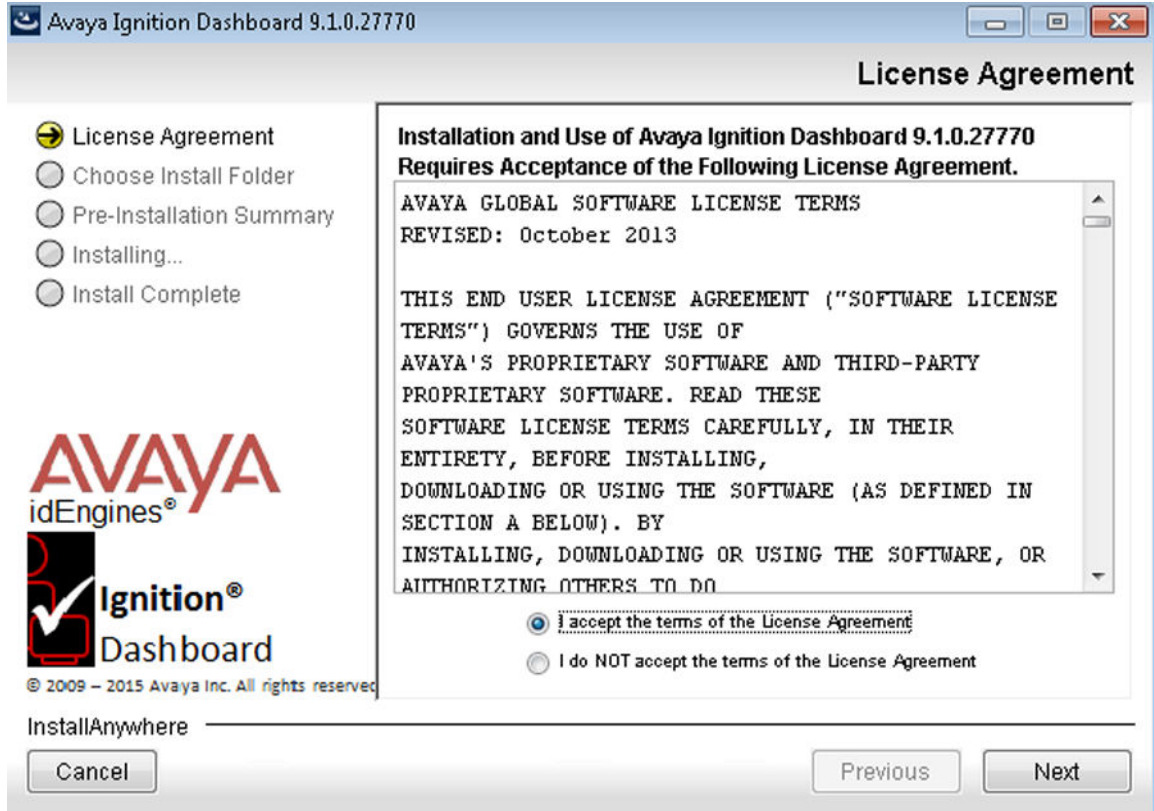 Avaya Ignition Dashboard 9.1.0.27770
License Agreement
License Agreement
Choose Install Folder
Pre-Installation Summary
Installing...
Install Complete
AVAYA
idEngines®
Ignition®
Dashboard
© 2009 – 2015 Avaya Inc. All rights reserved
Installation and Use of Avaya Ignition Dashboard 9.1.0.27770
Requires Acceptance of the Following License Agreement.
AVAYA GLOBAL SOFTWARE LICENSE TERMS
REVISED: October 2013
THIS END USER LICENSE AGREEMENT ("SOFTWARE LICENSE
TERMS") GOVERNS THE USE OF
AVAYA'S PROPRIETARY SOFTWARE AND THIRD-PARTY
PROPRIETARY SOFTWARE. READ THESE
SOFTWARE LICENSE TERMS CAREFULLY, IN THEIR
ENTIRETY, BEFORE INSTALLING,
DOWNLOADING OR USING THE SOFTWARE (AS DEFINED IN
SECTION A BELOW). BY
INSTALLING, DOWNLOADING OR USING THE SOFTWARE, OR
AUTHORIZING OTHERS TO DO
I accept the terms of the License Agreement
I do NOT accept the terms of the License Agreement
InstallAnywhere
Cancel
Previous
Next